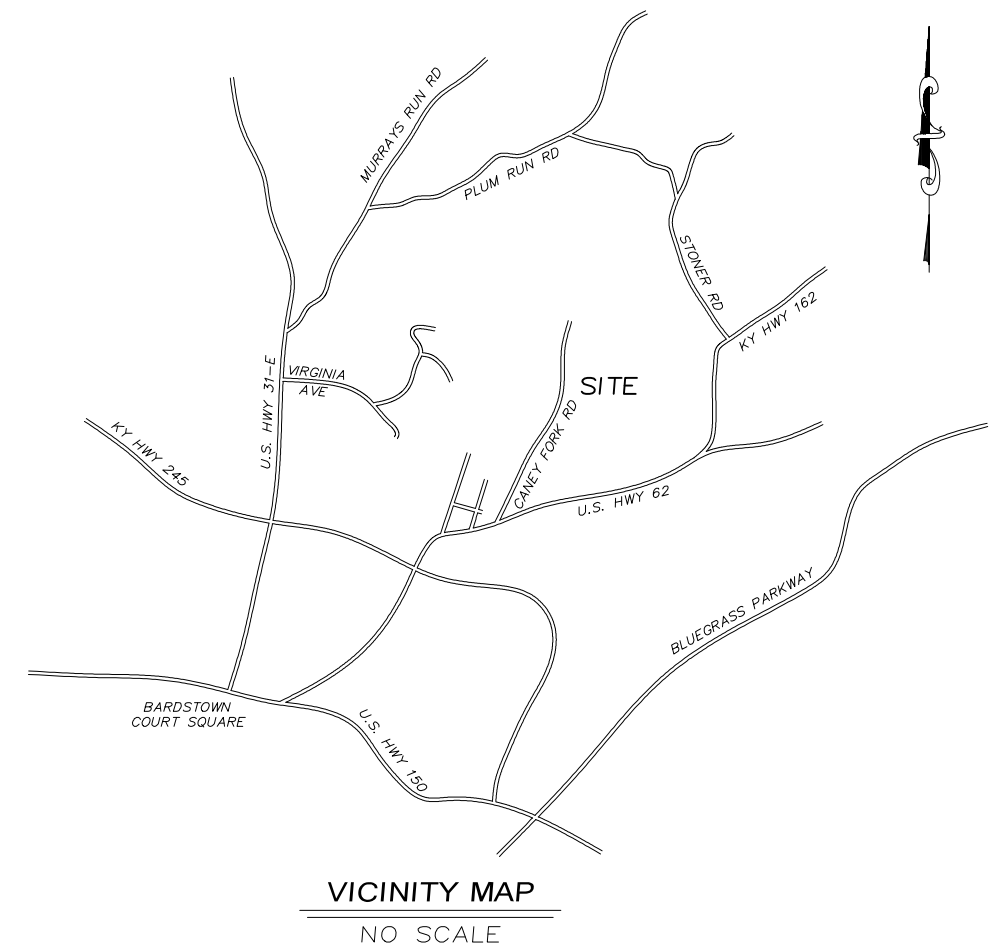 MURRAYS RUN RD
PLUM RUN RD
STONER RD
KY HWY 162
U.S. HWY 31-E
VIRGINIA
AVE
SITE
CANEY FORK RD
KY HWY 245
U.S. HWY 62
BLUEGRASS PARKWAY
BARDSTOWN
COURT SQUARE
U.S. HWY 150
VICINITY MAP
NO SCALE